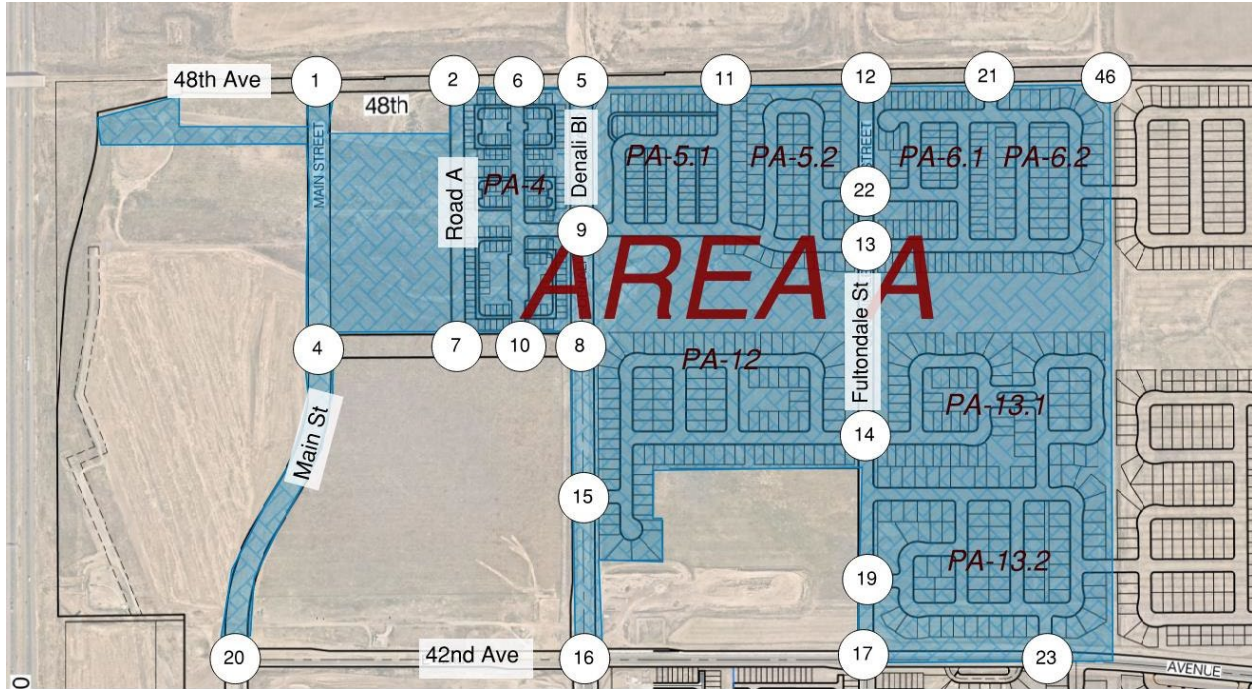 48th Ave
1
2
6
5
11
12
21
46
48th
MAIN STREET
Road A
PA-4
Denali Bl
PA-5.1
PA-5.2
STREET
PA-6.1
PA-6.2
22
9
13
AREA A
4
7
10
8
PA-12
Fultondale St
PA-13.1
Main St
14
15
PA-13.2
19
20
42nd Ave
16
17
23
AVENUE
0